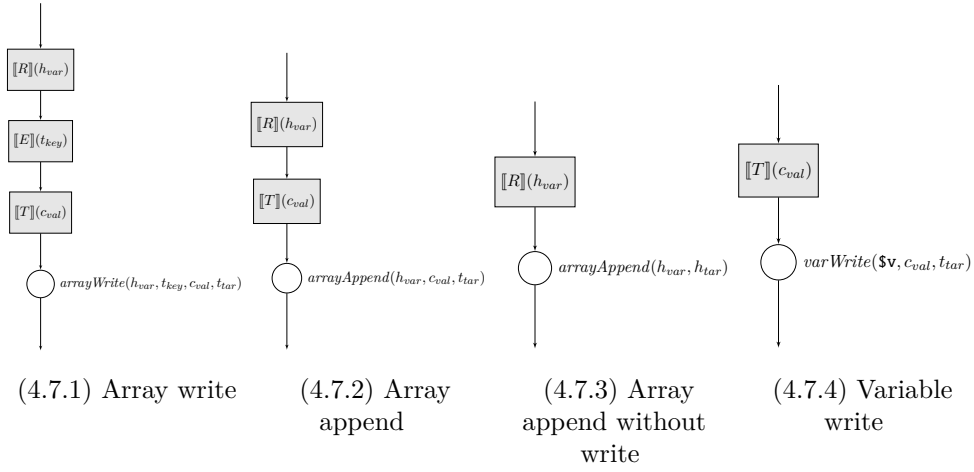 ⟦R⟧(h_var)
⟦E⟧(t_key)
⟦T⟧(c_val)
arrayWrite(h_var, t_key, c_val, t_tar)
(4.7.1) Array write
⟦R⟧(h_var)
⟦T⟧(c_val)
arrayAppend(h_var, c_val, t_tar)
(4.7.2) Array
append
⟦R⟧(h_var)
arrayAppend(h_var, h_tar)
(4.7.3) Array
append without
write
⟦T⟧(c_val)
varWrite($v, c_val, t_tar)
(4.7.4) Variable
write